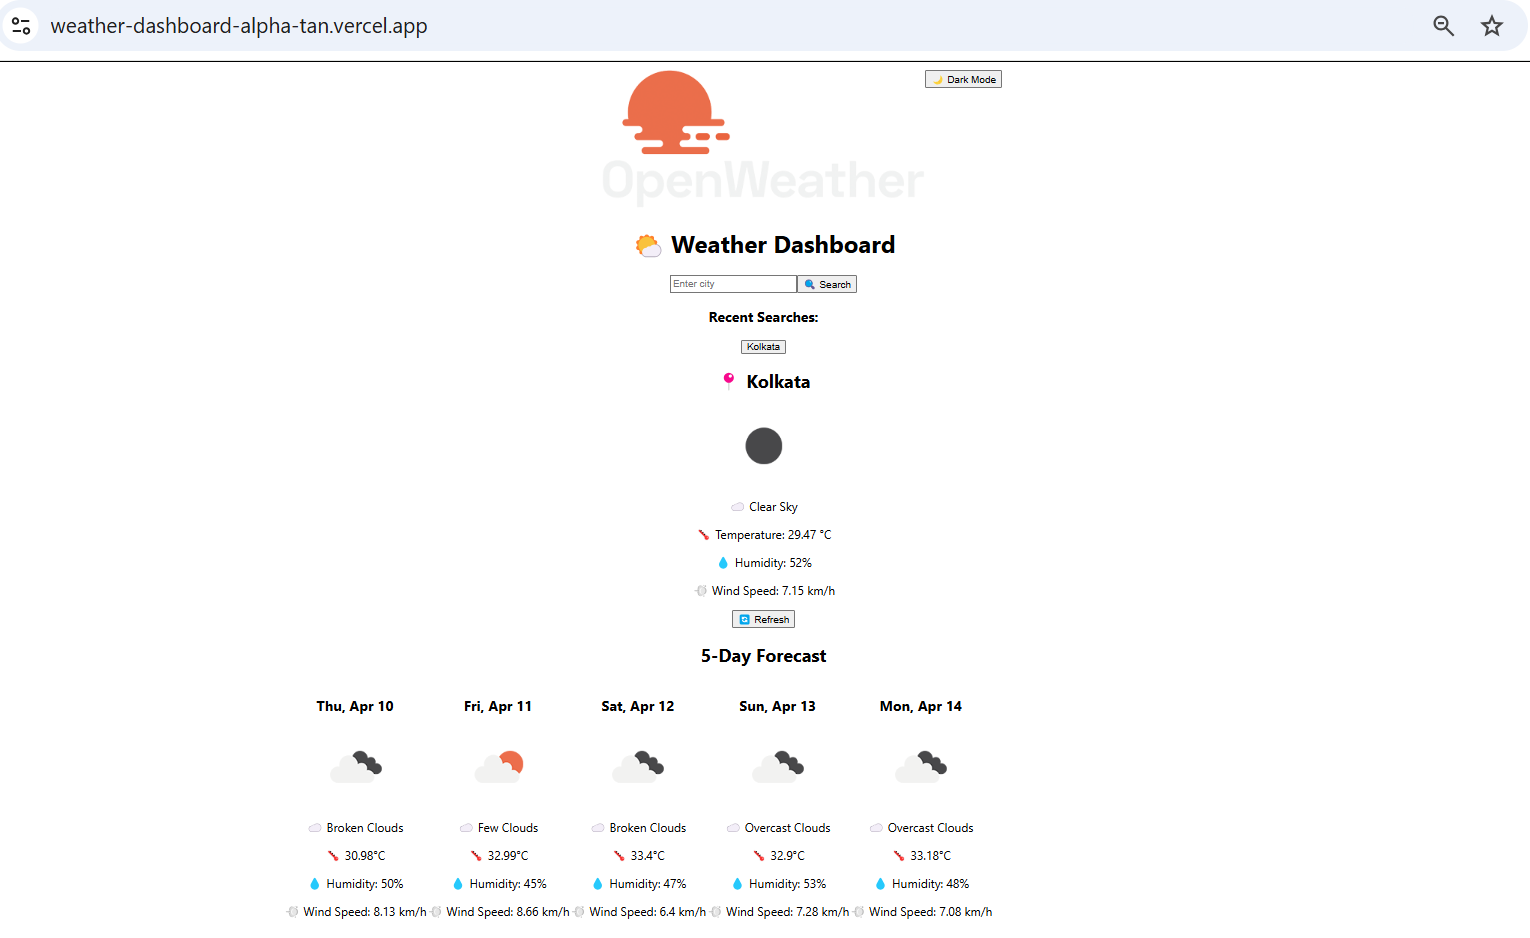 weather-dashboard-alpha-tan.vercel.app
Dark Mode
OpenWeather
Weather Dashboard
Enter city
Search
Recent Searches:
Kolkata
Kolkata
Clear Sky
Temperature: 29.47 °C
Humidity: 52%
Wind Speed: 7.15 km/h
Refresh
5-Day Forecast
Thu, Apr 10 Fri, Apr 11 Sat, Apr 12 Sun, Apr 13 Mon, Apr 14
Broken Clouds Few Clouds Broken Clouds Overcast Clouds Overcast Clouds
30.98°C 32.99°C 33.4°C 32.9°C 33.18°C
Humidity: 50% Humidity: 45% Humidity: 47% Humidity: 53% Humidity: 48%
Wind Speed: 8.13 km/h Wind Speed: 8.66 km/h Wind Speed: 6.4 km/h Wind Speed: 7.28 km/h Wind Speed: 7.08 km/h